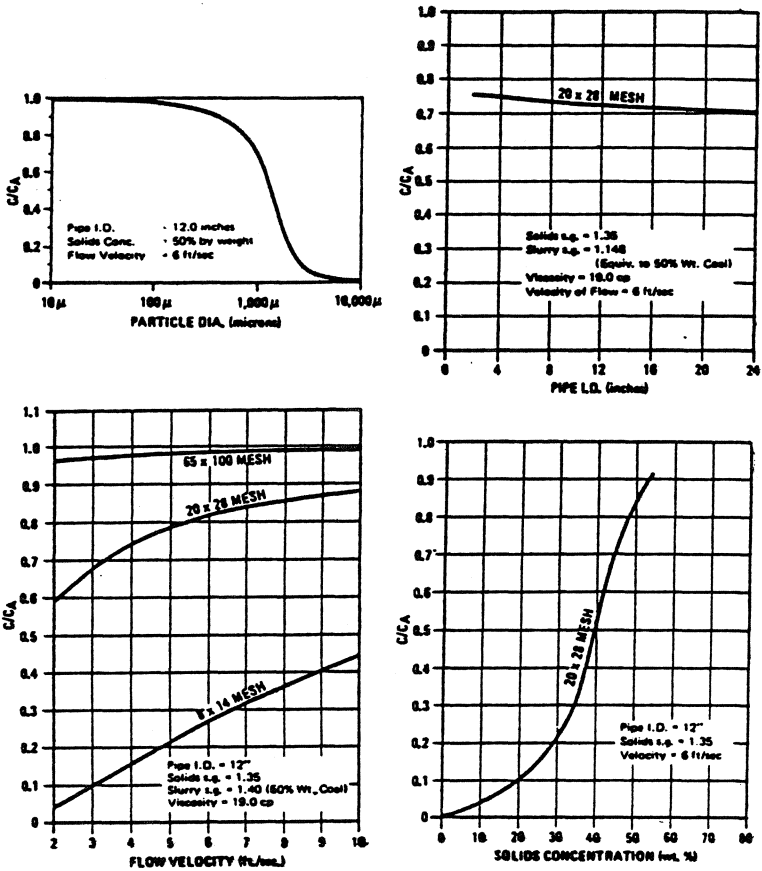 1.0
0.8
0.6
0.4
0.2
0
C/CA
Pipe I.D. - 12.0 inches
Solids Conc. - 50% by weight
Flow Velocity - 6 ft/sec
10µ 100µ 1,000µ 10,000µ
PARTICLE DIA. (microns)
1.0
0.9
0.8
0.7
0.6
0.5
0.4
0.3
0.2
0.1
0
C/CA
20 x 28 MESH
Solids s.g. = 1.35
Slurry s.g. = 1.146
(Equiv. to 50% Wt. Coal)
Viscosity = 19.0 cp
Velocity of Flow = 6 ft/sec
0 4 8 12 16 20 24
PIPE I.D. (inches)
1.1
1.0
0.9
0.8
0.7
0.6
0.5
0.4
0.3
0.2
0.1
0
C/CA
65 x 100 MESH
20 x 28 MESH
8 x 14 MESH
Pipe I.D. = 12"
Solids s.g. = 1.35
Slurry s.g. = 1.40 (60% Wt. Coal)
Viscosity = 19.0 cp
2 3 4 5 6 7 8 9 10
FLOW VELOCITY (ft./sec.)
1.0
0.9
0.8
0.7
0.6
0.5
0.4
0.3
0.2
0.1
0
C/CA
20 x 28 MESH
Pipe I.D. = 12"
Solids s.g. = 1.35
Velocity = 6 ft/sec
0 10 20 30 40 50 60 70 80
SOLIDS CONCENTRATION (wt. %)